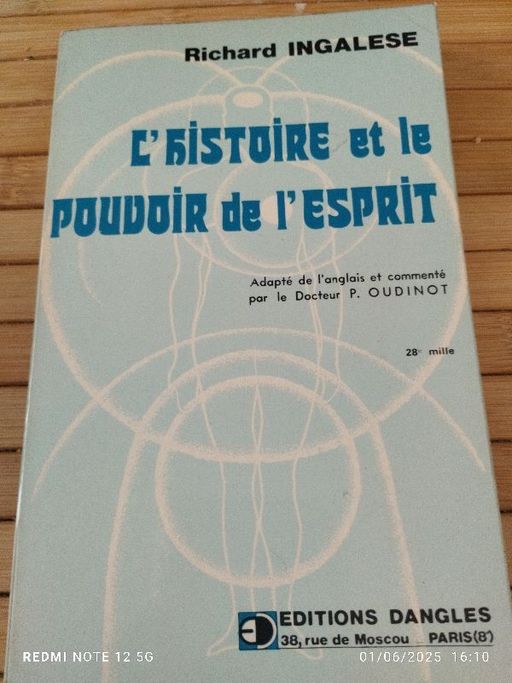 Richard INGALESE
L'HISTOIRE et le
POUVOIR de l'ESPRIT
Adapté de l'anglais et commenté
par le Docteur P. OUDINOT
28e mille
ED EDITIONS DANGLES
38, rue de Moscou PARIS(8e)
REDMI NOTE 12 5G
01/06/2025 16:10